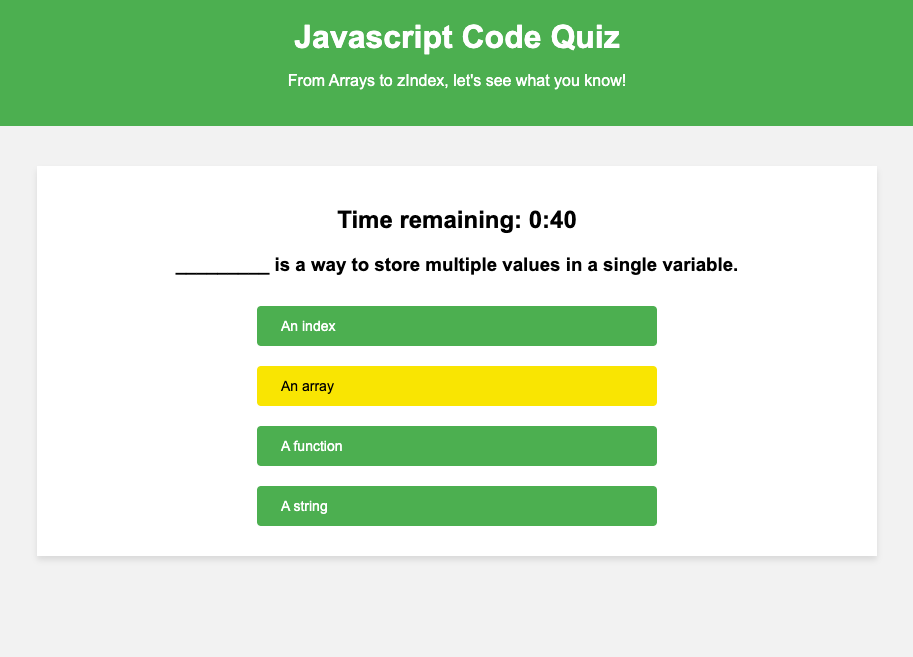 Javascript Code Quiz
From Arrays to zIndex, let's see what you know!
Time remaining: 0:40
_________ is a way to store multiple values in a single variable.
An index
An array
A function
A string